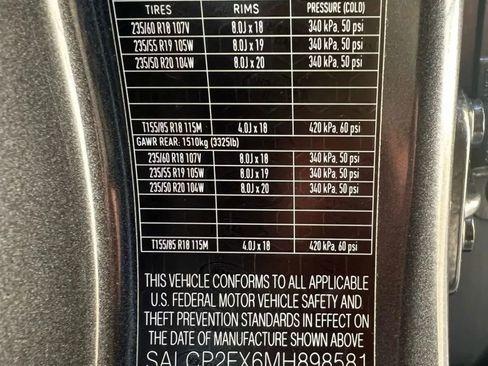 TIRES RIMS PRESSURE (COLD)
235/60 R18 107V 8.0J x 18 340 kPa, 50 psi
235/55 R19 105W 8.0J x 19 340 kPa, 50 psi
235/50 R20 104W 8.0J x 20 340 kPa, 50 psi
T155/85 R18 115M 4.0J x 18 420 kPa, 60 psi
GAWR REAR: 1510kg (3325lb)
235/60 R18 107V 8.0J x 18 340 kPa, 50 psi
235/55 R19 105W 8.0J x 19 340 kPa, 50 psi
235/50 R20 104W 8.0J x 20 340 kPa, 50 psi
T155/85 R18 115M 4.0J x 18 420 kPa, 60 psi
THIS VEHICLE CONFORMS TO ALL APPLICABLE
U.S. FEDERAL MOTOR VEHICLE SAFETY AND
THEFT PREVENTION STANDARDS IN EFFECT ON
THE DATE OF MANUFACTURE SHOWN ABOVE
SALCP2FX6MH898581